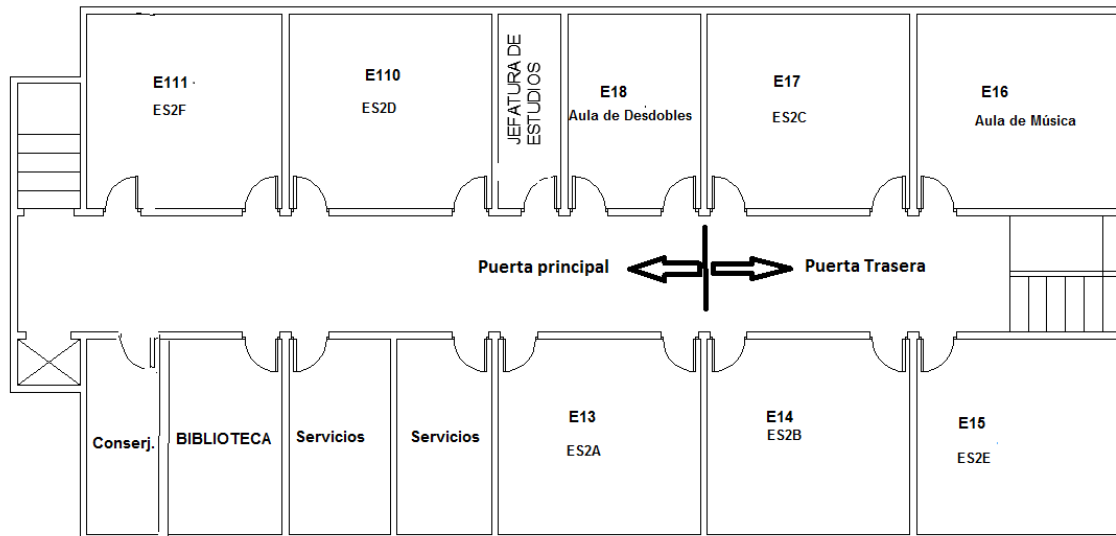 E111
ES2F
E110
ES2D
JEFATURA DE
ESTUDIOS
E18
Aula de Desdobles
E17
ES2C
E16
Aula de Música
Puerta principal
Puerta Trasera
Conserj.
BIBLIOTECA
Servicios
Servicios
E13
ES2A
E14
ES2B
E15
ES2E